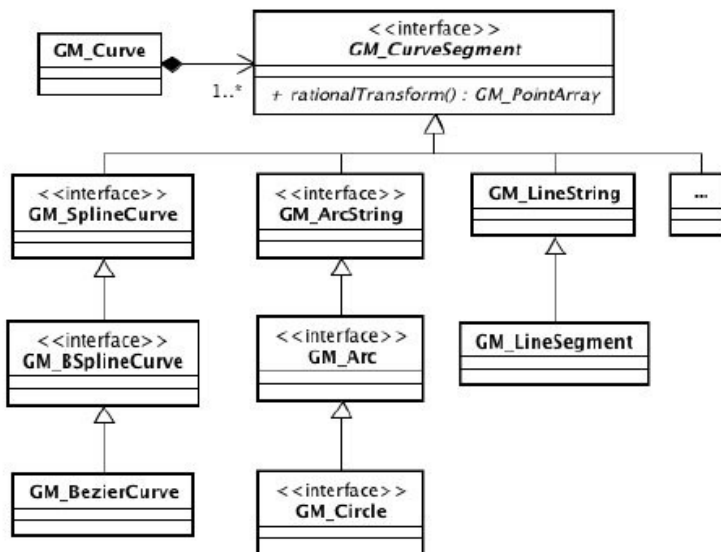 <<interface>>
GM_CurveSegment
GM_Curve
1..*
+ rationalTransform() : GM_PointArray
<<interface>>
GM_SplineCurve
<<interface>>
GM_ArcString
GM_LineString
...
<<interface>>
GM_BSplineCurve
<<interface>>
GM_Arc
GM_LineSegment
GM_BezierCurve
<<interface>>
GM_Circle